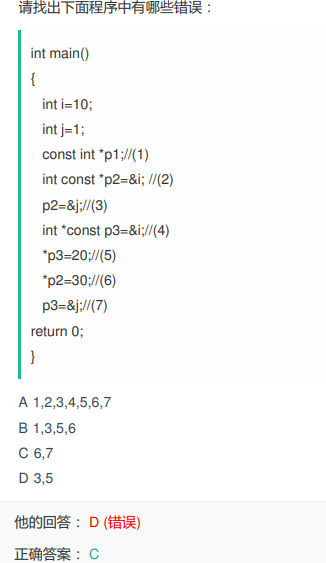 请找出下面程序中有哪些错误：
int main()
{
int i=10;
int j=1;
const int *p1;//(1)
int const *p2=&i; //(2)
p2=&j;//(3)
int *const p3=&i;//(4)
*p3=20;//(5)
*p2=30;//(6)
p3=&j;//(7)
return 0;
}
A 1,2,3,4,5,6,7
B 1,3,5,6
C 6,7
D 3,5
他的回答： D (错误)
正确答案： C